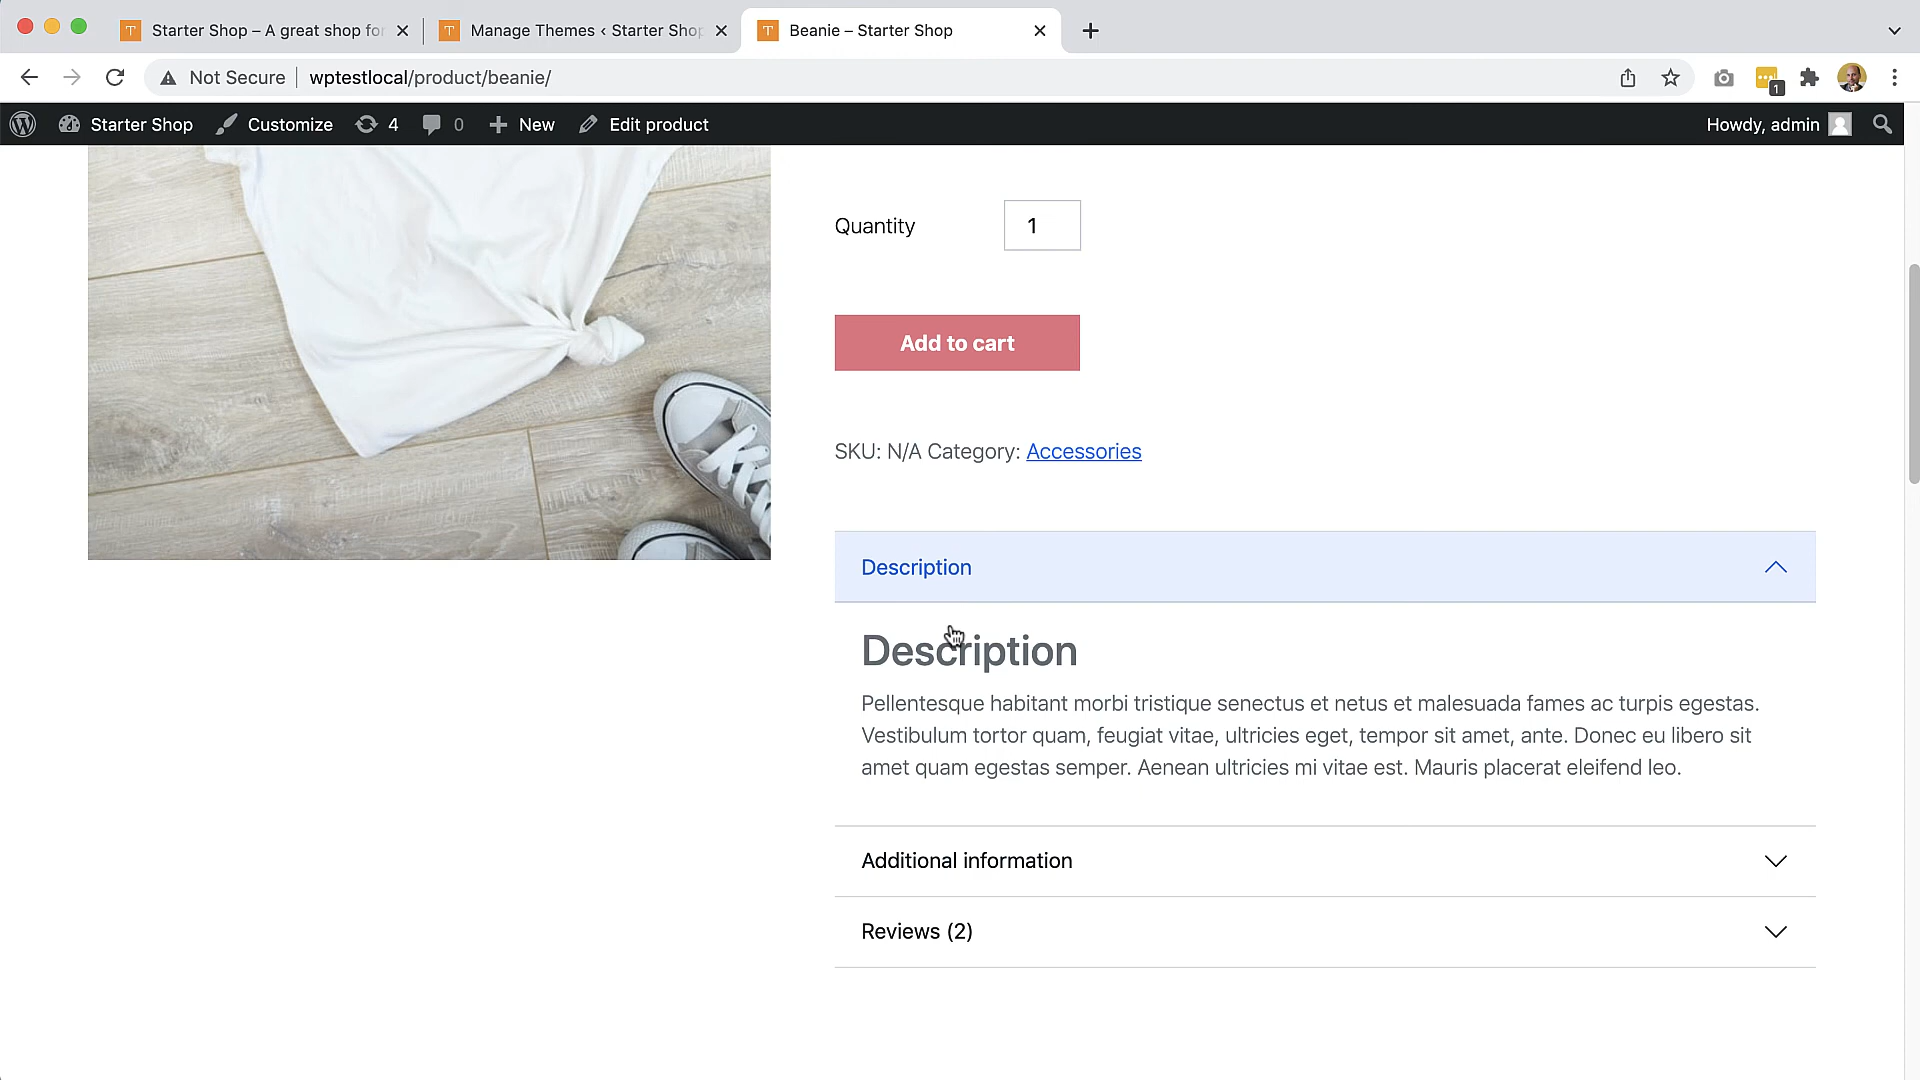 Starter Shop – A great shop for
Manage Themes ‹ Starter Shop
Beanie – Starter Shop
Not Secure
wptestlocal/product/beanie/
1
Starter Shop
Customize
4
0
New
Edit product
Howdy, admin
Quantity
1
Add to cart
SKU: N/A Category: Accessories
Description
Description
Pellentesque habitant morbi tristique senectus et netus et malesuada fames ac turpis egestas.
Vestibulum tortor quam, feugiat vitae, ultricies eget, tempor sit amet, ante. Donec eu libero sit
amet quam egestas semper. Aenean ultricies mi vitae est. Mauris placerat eleifend leo.
Additional information
Reviews (2)